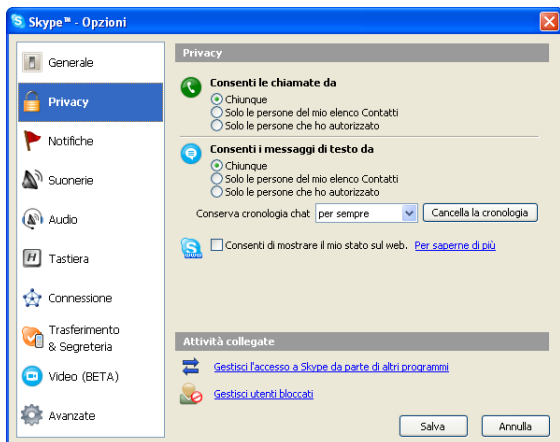 Skype™ - Opzioni
Generale
Privacy
Notifiche
Suonerie
Audio
Tastiera
Connessione
Trasferimento
& Segreteria
Video (BETA)
Avanzate
Privacy
Consenti le chiamate da
Chiunque
Solo le persone del mio elenco Contatti
Solo le persone che ho autorizzato
Consenti i messaggi di testo da
Chiunque
Solo le persone del mio elenco Contatti
Solo le persone che ho autorizzato
Conserva cronologia chat per sempre Cancella la cronologia
Consenti di mostrare il mio stato sul web. Per saperne di più
Attività collegate
Gestisci l'accesso a Skype da parte di altri programmi
Gestisci utenti bloccati
Salva Annulla